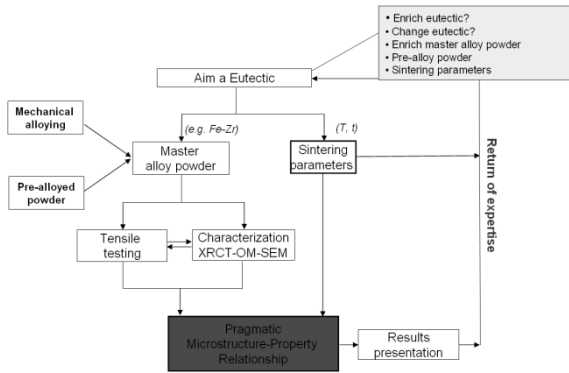 • Enrich eutectic?
• Change eutectic?
• Enrich master alloy powder
• Pre-alloy powder
• Sintering parameters
Aim a Eutectic
Mechanical
alloying
(e.g. Fe-Zr)
(T, t)
Master
alloy powder
Sintering
parameters
Pre-alloyed
powder
Return of expertise
Tensile
testing
Characterization
XRCT-OM-SEM
Pragmatic
Microstructure-Property
Relationship
Results
presentation